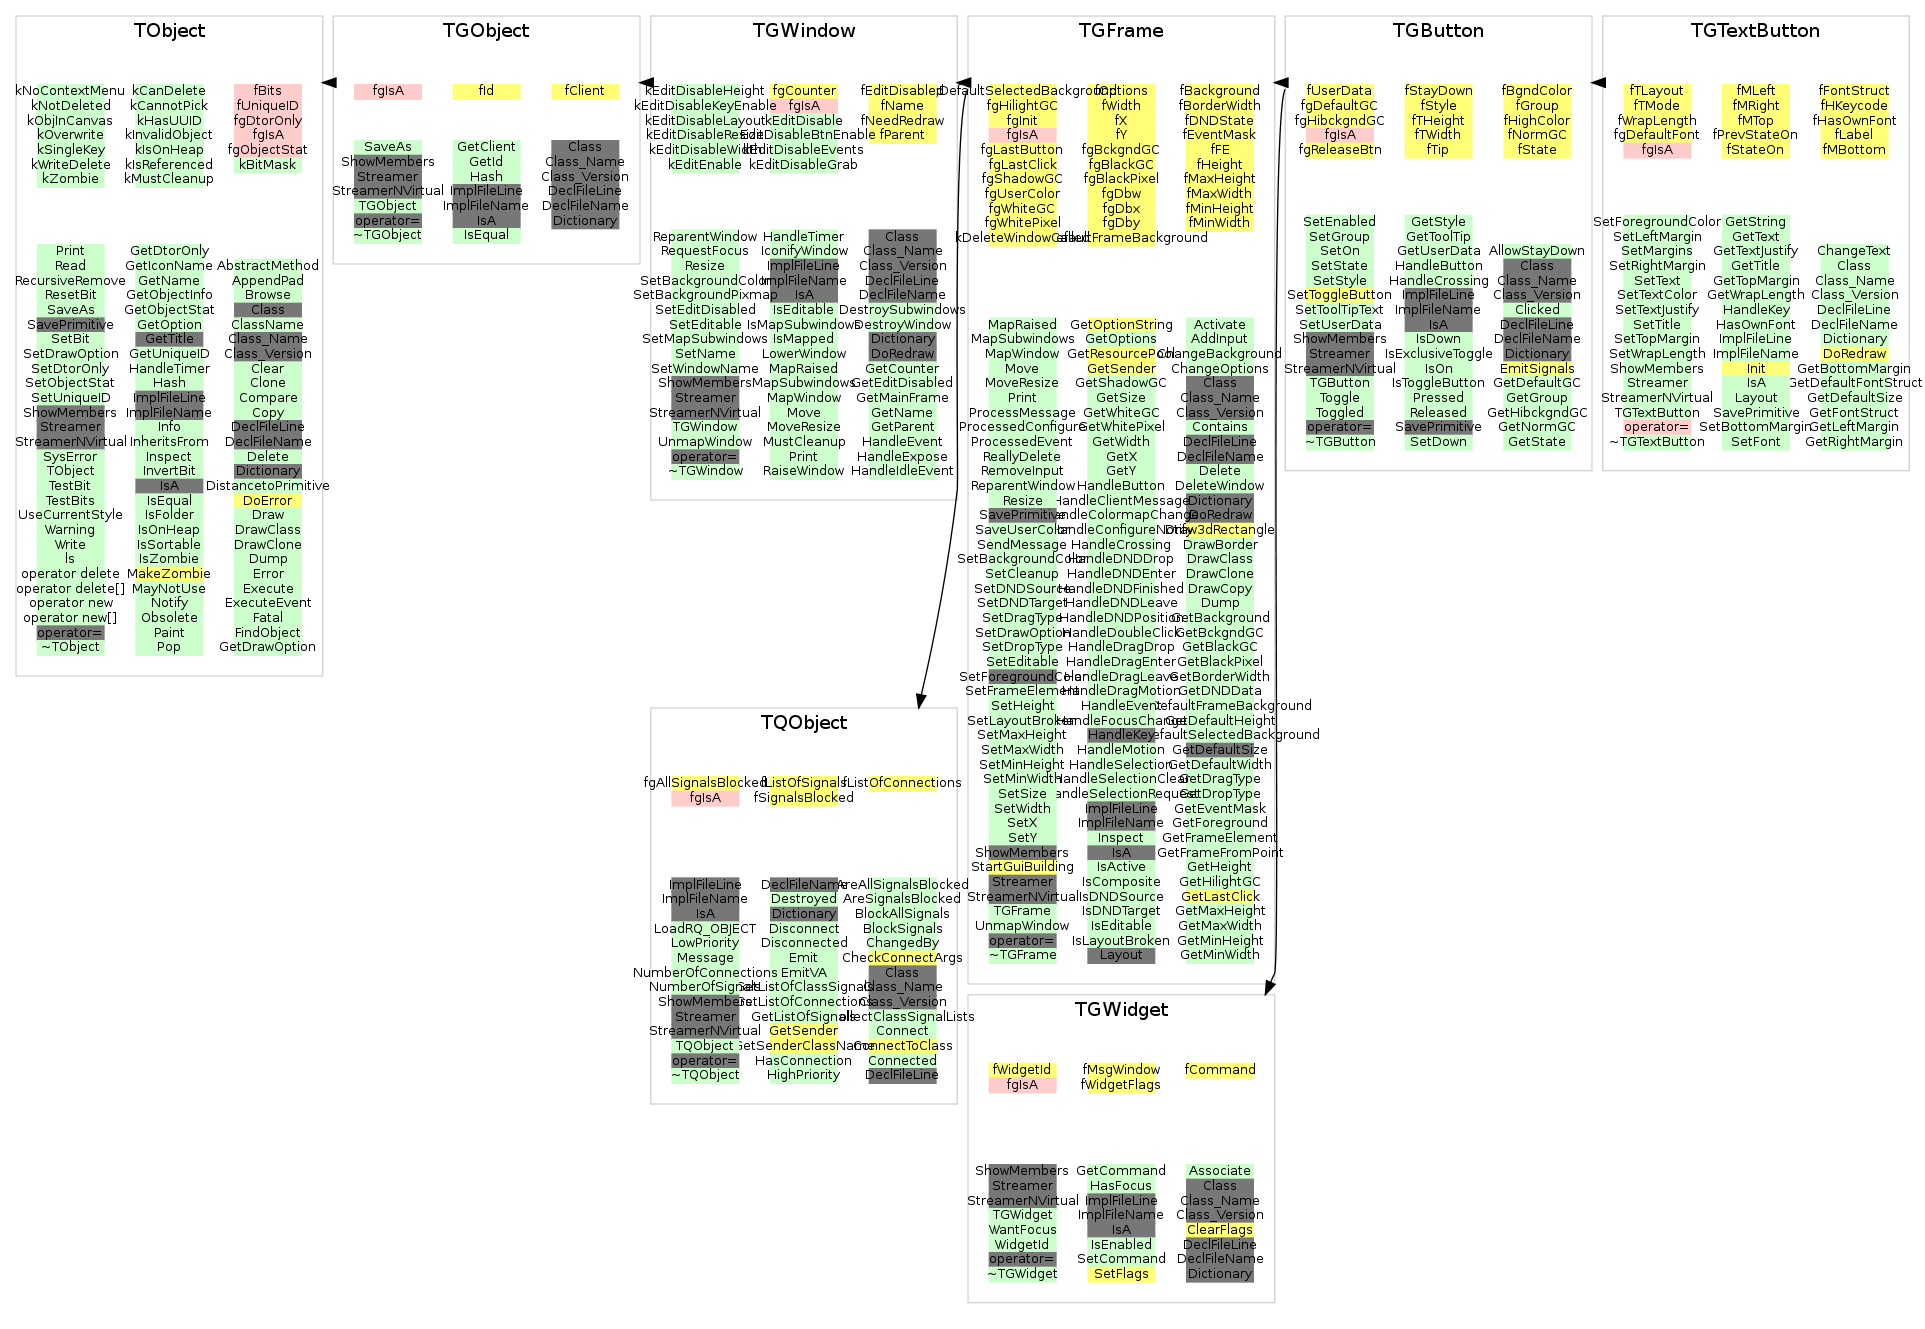 TObject
kNoContextMenu kCanDelete fBits
kNotDeleted kCannotPick fUniqueID
kObjInCanvas kHasUUID fgDtorOnly
kOverwrite kInvalidObject fgIsA
kSingleKey kIsOnHeap fgObjectStat
kWriteDelete kIsReferenced kBitMask
kZombie kMustCleanup
Print GetDtorOnly
Read GetIconName AbstractMethod
RecursiveRemove GetName AppendPad
ResetBit GetObjectInfo Browse
SaveAs GetObjectStat Class
SavePrimitive GetOption ClassName
SetBit GetTitle Class_Name
SetDrawOption GetUniqueID Class_Version
SetDtorOnly HandleTimer Clear
SetObjectStat Hash Clone
SetUniqueID ImplFileLine Compare
ShowMembers ImplFileName Copy
Streamer Info DeclFileLine
StreamerNVirtual InheritsFrom DeclFileName
SysError Inspect Delete
TObject InvertBit Dictionary
TestBit IsA DistancetoPrimitive
TestBits IsEqual DoError
UseCurrentStyle IsFolder Draw
Warning IsOnHeap DrawClass
Write IsSortable DrawClone
ls IsZombie Dump
operator delete MakeZombie Error
operator delete[] MayNotUse Execute
operator new Notify ExecuteEvent
operator new[] Obsolete Fatal
operator= Paint FindObject
~TObject Pop GetDrawOption
TGObject
fgIsA fId fClient
SaveAs GetClient Class
ShowMembers GetId Class_Name
Streamer Hash Class_Version
StreamerNVirtual ImplFileLine DeclFileLine
TGObject ImplFileName DeclFileName
operator= IsA Dictionary
~TGObject IsEqual
TGWindow
kEditDisableHeight fgCounter fEditDisabled
kEditDisableKeyEnable fgIsA fName
kEditDisableLayout kEditDisable fNeedRedraw
kEditDisableResize kEditDisableBtnEnable fParent
kEditDisableWidth kEditDisableEvents
kEditEnable kEditDisableGrab
ReparentWindow HandleTimer Class
RequestFocus IconifyWindow Class_Name
Resize ImplFileLine Class_Version
SetBackgroundColor ImplFileName DeclFileLine
SetBackgroundPixmap IsA DeclFileName
SetEditDisabled IsEditable DestroySubwindows
SetEditable IsMapSubwindows DestroyWindow
SetMapSubwindows IsMapped Dictionary
SetName LowerWindow DoRedraw
SetWindowName MapRaised GetCounter
ShowMembers MapSubwindows GetEditDisabled
Streamer MapWindow GetMainFrame
StreamerNVirtual Move GetName
TGWindow MoveResize GetParent
UnmapWindow MustCleanup HandleEvent
operator= Print HandleExpose
~TGWindow RaiseWindow HandleIdleEvent
TQObject
fgAllSignalsBlocked fListOfSignals fListOfConnections
fgIsA fSignalsBlocked
ImplFileLine DeclFileName AreAllSignalsBlocked
ImplFileName Destroyed AreSignalsBlocked
IsA Dictionary BlockAllSignals
LoadRQ_OBJECT Disconnect BlockSignals
LowPriority Disconnected ChangedBy
Message Emit CheckConnectArgs
NumberOfConnections EmitVA Class
NumberOfSignals GetListOfClassSignals Class_Name
ShowMembers GetListOfConnections Class_Version
Streamer GetListOfSignals ollectClassSignalLists
StreamerNVirtual GetSender Connect
TQObject GetSenderClassName ConnectToClass
operator= HasConnection Connected
~TQObject HighPriority DeclFileLine
TGFrame
DefaultSelectedBackground fOptions fBackground
fgHilightGC fWidth fBorderWidth
fgInit fX fDNDState
fgIsA fY fEventMask
fgLastButton fgBckgndGC fFE
fgLastClick fgBlackGC fHeight
fgShadowGC fgBlackPixel fMaxHeight
fgUserColor fgDbw fMaxWidth
fgWhiteGC fgDbx fMinHeight
fgWhitePixel fgDby fMinWidth
kDeleteWindowCalled efaultFrameBackground
MapRaised GetOptionString Activate
MapSubwindows GetOptions AddInput
MapWindow GetResourcePool ChangeBackground
Move GetSender ChangeOptions
MoveResize GetShadowGC Class
Print GetSize Class_Name
ProcessMessage GetWhiteGC Class_Version
ProcessedConfigure GetWhitePixel Contains
ProcessedEvent GetWidth DeclFileLine
ReallyDelete GetX DeclFileName
RemoveInput GetY Delete
ReparentWindow HandleButton DeleteWindow
Resize HandleClientMessage Dictionary
SavePrimitive HandleColormapChange DoRedraw
SaveUserColor HandleConfigureNotify Draw3dRectangle
SendMessage HandleCrossing DrawBorder
SetBackgroundColor HandleDNDDrop DrawClass
SetCleanup HandleDNDEnter DrawClone
SetDNDSource HandleDNDFinished DrawCopy
SetDNDTarget HandleDNDLeave Dump
SetDragType HandleDNDPosition GetBackground
SetDrawOption HandleDoubleClick GetBckgndGC
SetDropType HandleDragDrop GetBlackGC
SetEditable HandleDragEnter GetBlackPixel
SetForegroundColor HandleDragLeave GetBorderWidth
SetFrameElement HandleDragMotion GetDNDData
SetHeight HandleEvent DefaultFrameBackground
SetLayoutBroken HandleFocusChange GetDefaultHeight
SetMaxHeight HandleKey DefaultSelectedBackground
SetMaxWidth HandleMotion GetDefaultSize
SetMinHeight HandleSelection GetDefaultWidth
SetMinWidth HandleSelectionClear GetDragType
SetSize HandleSelectionRequest GetDropType
SetWidth ImplFileLine GetEventMask
SetX ImplFileName GetForeground
SetY Inspect GetFrameElement
ShowMembers IsA GetFrameFromPoint
StartGuiBuilding IsActive GetHeight
Streamer IsComposite GetHilightGC
StreamerNVirtual IsDNDSource GetLastClick
TGFrame IsDNDTarget GetMaxHeight
UnmapWindow IsEditable GetMaxWidth
operator= IsLayoutBroken GetMinHeight
~TGFrame Layout GetMinWidth
TGWidget
fWidgetId fMsgWindow fCommand
fgIsA fWidgetFlags
ShowMembers GetCommand Associate
Streamer HasFocus Class
StreamerNVirtual ImplFileLine Class_Name
TGWidget ImplFileName Class_Version
WantFocus IsA ClearFlags
WidgetId IsEnabled DeclFileLine
operator= SetCommand DeclFileName
~TGWidget SetFlags Dictionary
TGButton
fUserData fStayDown fBgndColor
fgDefaultGC fStyle fGroup
fgHibckgndGC fTHeight fHighColor
fgIsA fTWidth fNormGC
fgReleaseBtn fTip fState
SetEnabled GetStyle
SetGroup GetToolTip
SetOn GetUserData AllowStayDown
SetState HandleButton Class
SetStyle HandleCrossing Class_Name
SetToggleButton ImplFileLine Class_Version
SetToolTipText ImplFileName Clicked
SetUserData IsA DeclFileLine
ShowMembers IsDown DeclFileName
Streamer IsExclusiveToggle Dictionary
StreamerNVirtual IsOn EmitSignals
TGButton IsToggleButton GetDefaultGC
Toggle Pressed GetGroup
Toggled Released GetHibckgndGC
operator= SavePrimitive GetNormGC
~TGButton SetDown GetState
TGTextButton
fTLayout fMLeft fFontStruct
fTMode fMRight fHKeycode
fWrapLength fMTop fHasOwnFont
fgDefaultFont fPrevStateOn fLabel
fgIsA fStateOn fMBottom
SetForegroundColor GetString
SetLeftMargin GetText
SetMargins GetTextJustify ChangeText
SetRightMargin GetTitle Class
SetText GetTopMargin Class_Name
SetTextColor GetWrapLength Class_Version
SetTextJustify HandleKey DeclFileLine
SetTitle HasOwnFont DeclFileName
SetTopMargin ImplFileLine Dictionary
SetWrapLength ImplFileName DoRedraw
ShowMembers Init GetBottomMargin
Streamer IsA GetDefaultFontStruct
StreamerNVirtual Layout GetDefaultSize
TGTextButton SavePrimitive GetFontStruct
operator= SetBottomMargin GetLeftMargin
~TGTextButton SetFont GetRightMargin